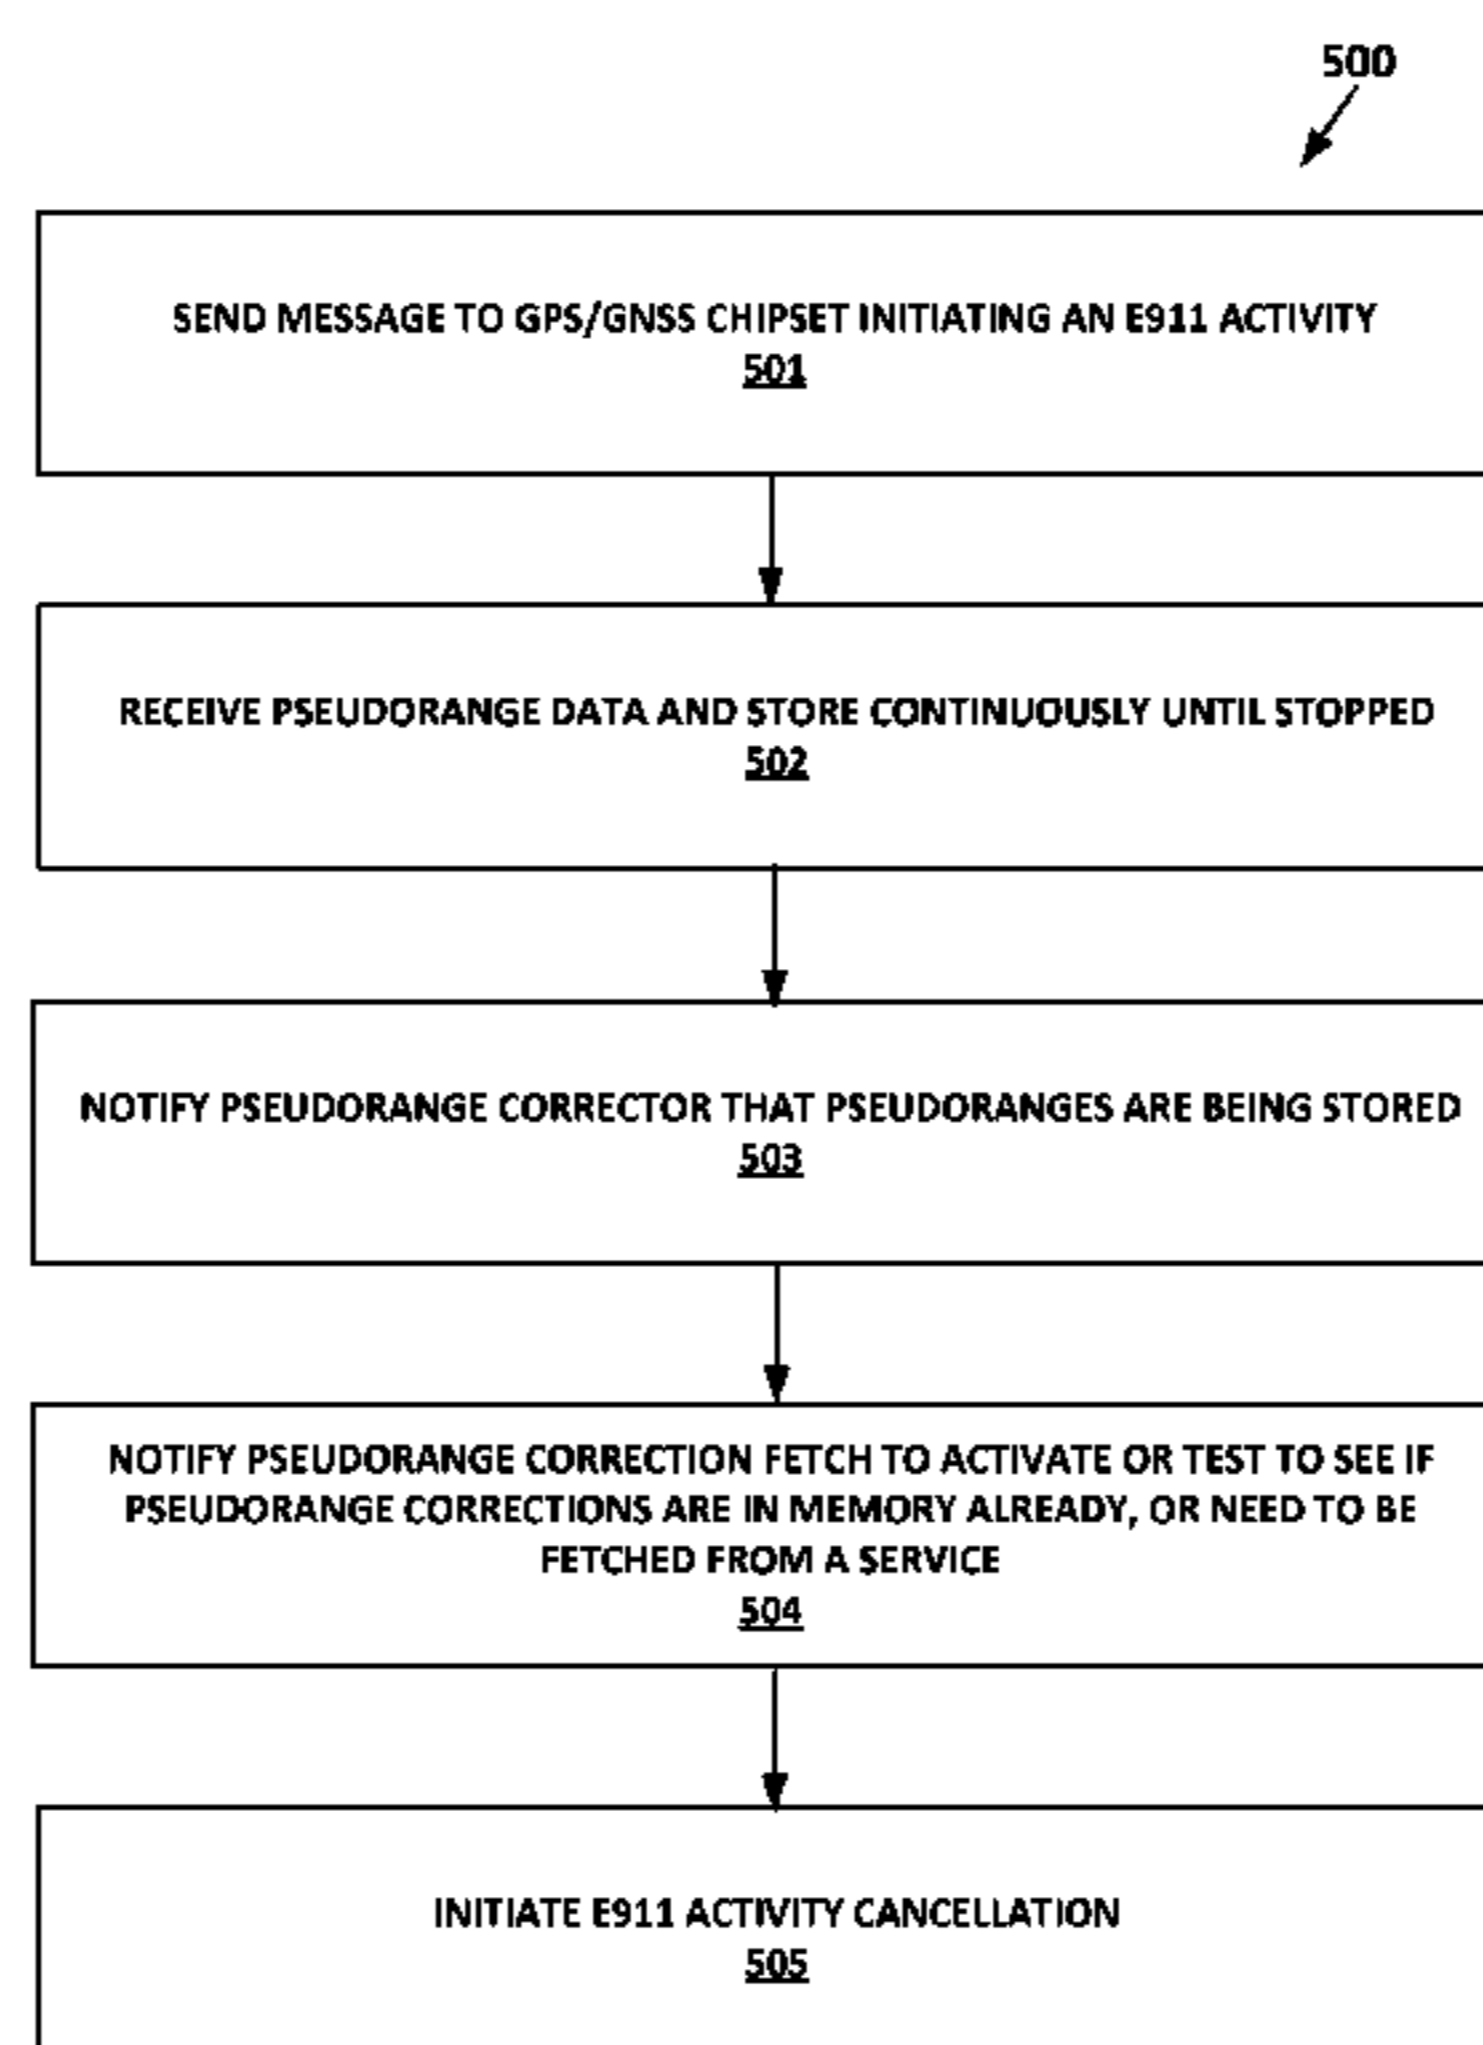 500
SEND MESSAGE TO GPS/GNSS CHIPSET INITIATING AN E911 ACTIVITY
501
RECEIVE PSEUDORANGE DATA AND STORE CONTINUOUSLY UNTIL STOPPED
502
NOTIFY PSEUDORANGE CORRECTOR THAT PSEUDORANGES ARE BEING STORED
503
NOTIFY PSEUDORANGE CORRECTION FETCH TO ACTIVATE OR TEST TO SEE IF
PSEUDORANGE CORRECTIONS ARE IN MEMORY ALREADY, OR NEED TO BE
FETCHED FROM A SERVICE
504
INITIATE E911 ACTIVITY CANCELLATION
505